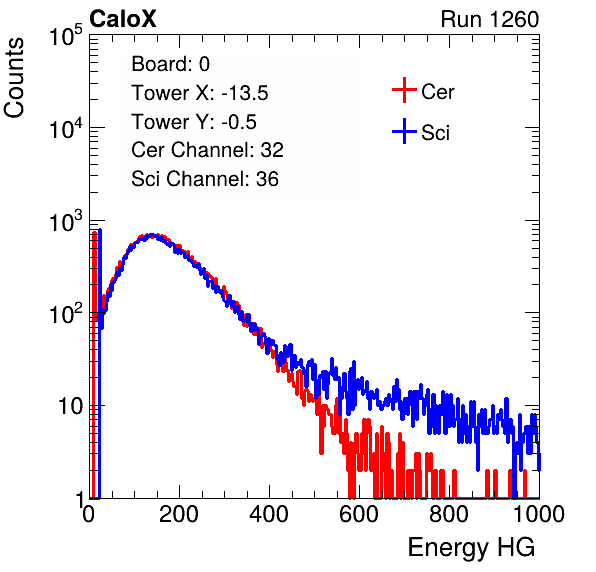 CaloX Run 1260
Counts
Board: 0
Tower X: -13.5
Tower Y: -0.5
Cer Channel: 32
Sci Channel: 36
Cer
Sci
10^5
10^4
10^3
10^2
10
1
0 200 400 600 800 1000
Energy HG